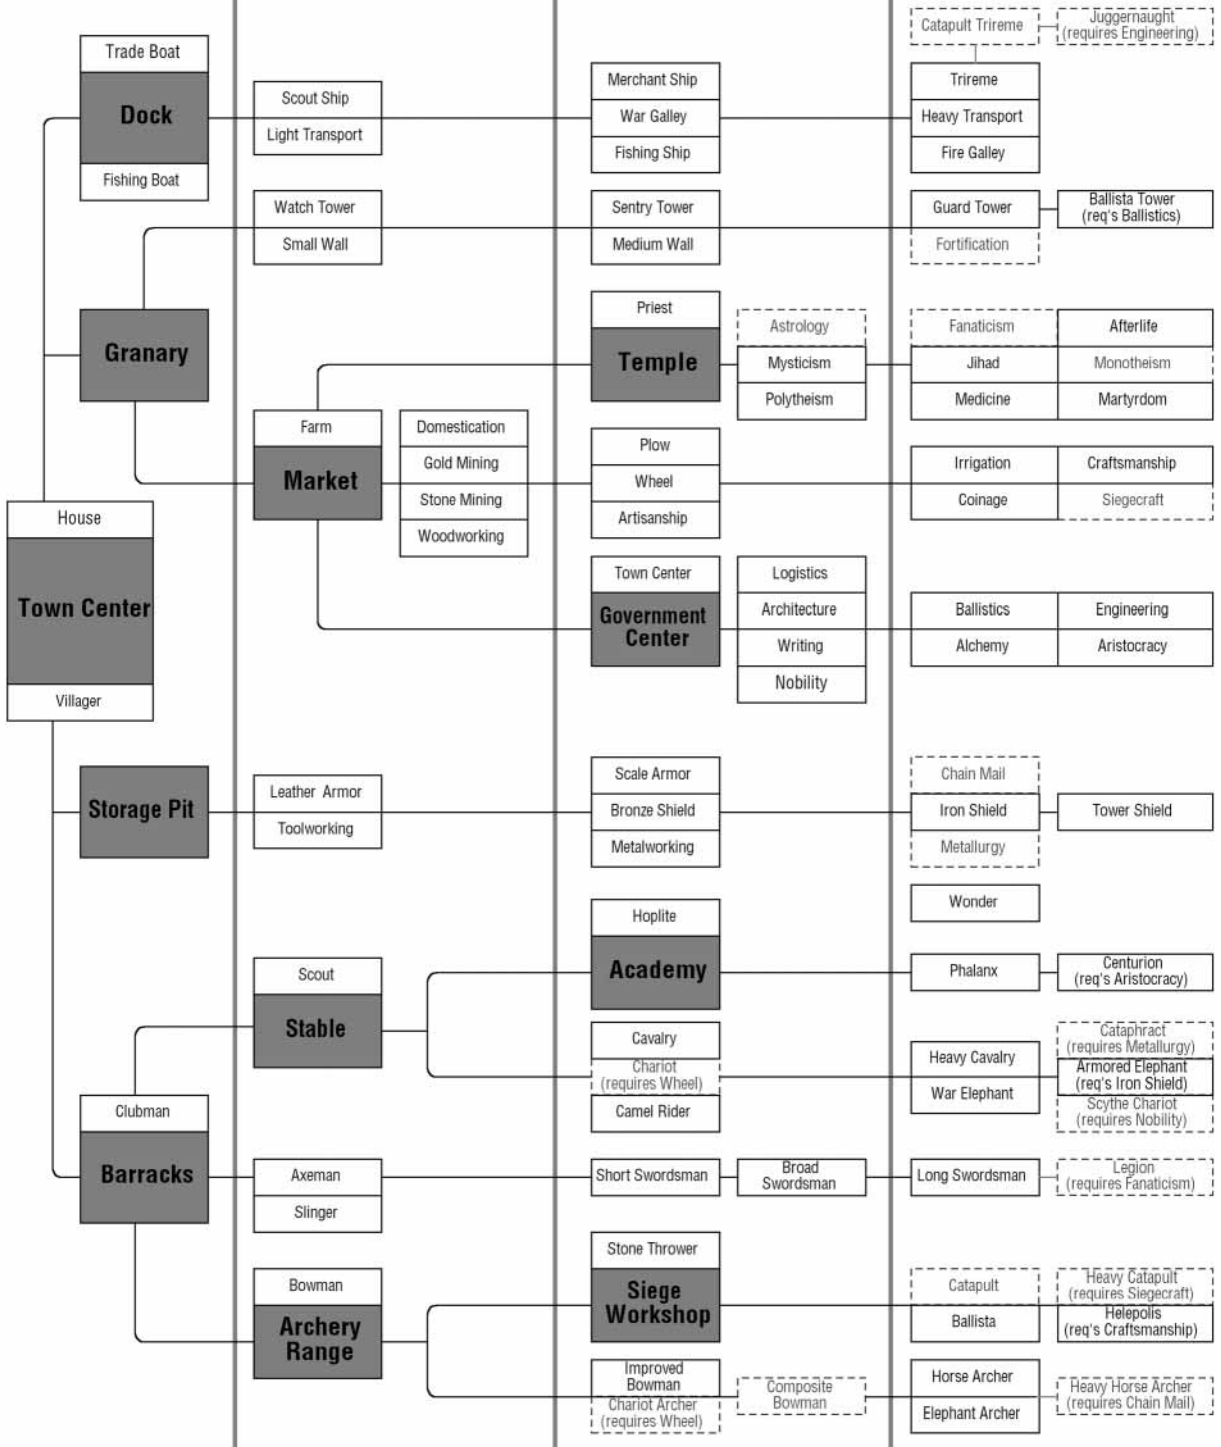 Trade Boat
Dock
Fishing Boat
Scout Ship
Light Transport
Merchant Ship
War Galley
Fishing Ship
Catapult Trireme
Juggernaught
(requires Engineering)
Trireme
Heavy Transport
Fire Galley
Granary
Watch Tower
Small Wall
Sentry Tower
Medium Wall
Guard Tower
Fortification
Ballista Tower
(req's Ballistics)
Farm
Market
Domestication
Gold Mining
Stone Mining
Woodworking
Priest
Temple
Astrology
Mysticism
Polytheism
Fanaticism
Afterlife
Jihad
Monotheism
Medicine
Martyrdom
Plow
Wheel
Artisanship
Irrigation
Craftsmanship
Coinage
Siegecraft
Town Center
Government
Center
Logistics
Architecture
Writing
Nobility
Ballistics
Engineering
Alchemy
Aristocracy
House
Town Center
Villager
Storage Pit
Leather Armor
Toolworking
Scale Armor
Bronze Shield
Metalworking
Chain Mail
Iron Shield
Metallurgy
Tower Shield
Wonder
Scout
Stable
Hoplite
Academy
Phalanx
Centurion
(req's Aristocracy)
Cavalry
Chariot
(requires Wheel)
Camel Rider
Heavy Cavalry
War Elephant
Cataphract
(requires Metallurgy)
Armored Elephant
(req's Iron Shield)
Scythe Chariot
(requires Nobility)
Clubman
Barracks
Axeman
Slinger
Short Swordsman
Broad
Swordsman
Long Swordsman
Legion
(requires Fanaticism)
Bowman
Archery
Range
Stone Thrower
Siege
Workshop
Catapult
Ballista
Heavy Catapult
(requires Siegecraft)
Helepolis
(req's Craftsmanship)
Improved
Bowman
Chariot Archer
(requires Wheel)
Composite
Bowman
Horse Archer
Elephant Archer
Heavy Horse Archer
(requires Chain Mail)